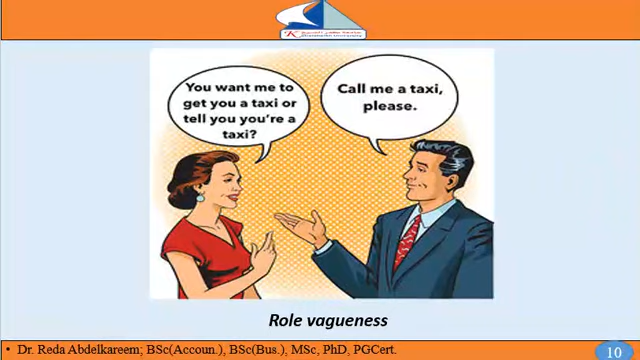 You want me to
get you a taxi or
tell you you're a
taxi?
Call me a taxi,
please.
Role vagueness
• Dr. Reda Abdelkareem; BSc(Accoun.), BSc(Bus.), MSc, PhD, PGCert.
10